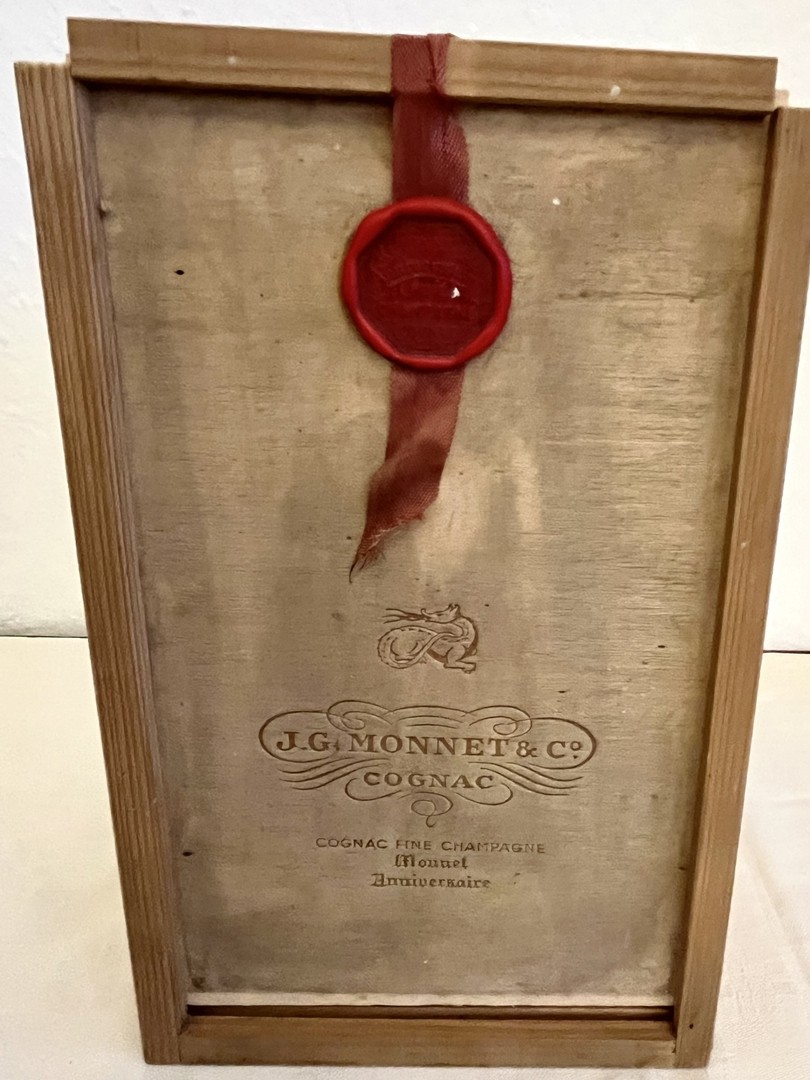 J.G. MONNET & Cº
COGNAC
COGNAC FINE CHAMPAGNE
Monnet
Anniversaire